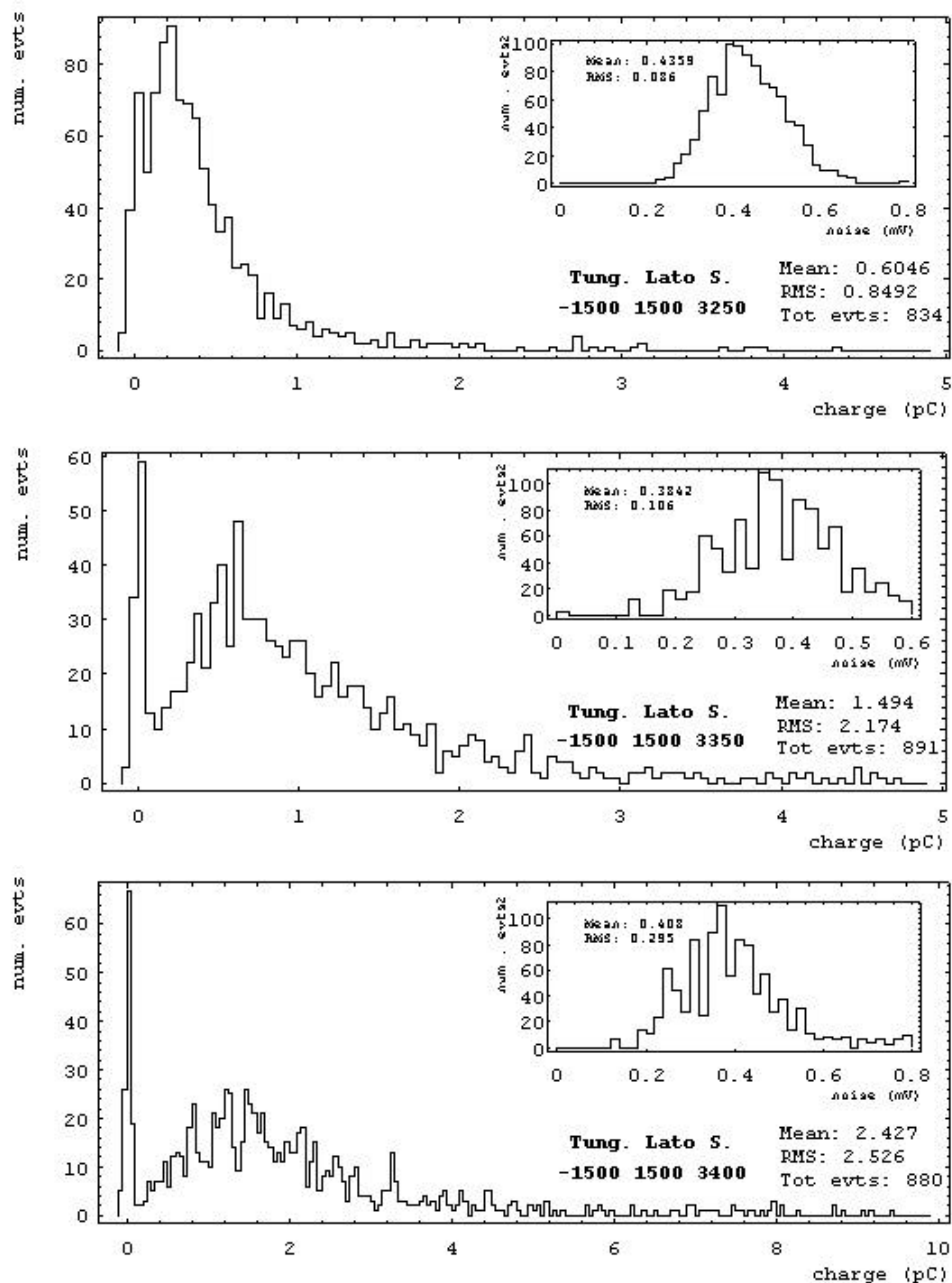 num. evts
80
60
40
20
0
0 1 2 3 4 5
charge (pC)
num . evts2
100
80
60
40
20
0
Mean: 0.4359
RMS: 0.086
0 0.2 0.4 0.6 0.8
noise (mV)
Tung. Lato S.
-1500 1500 3250
Mean: 0.6046
RMS: 0.8492
Tot evts: 834
num. evts
60
50
40
30
20
10
0
0 1 2 3 4 5
charge (pC)
num . evts2
100
80
60
40
20
0
Mean: 0.3842
RMS: 0.106
0 0.1 0.2 0.3 0.4 0.5 0.6
noise (mV)
Tung. Lato S.
-1500 1500 3350
Mean: 1.494
RMS: 2.174
Tot evts: 891
num. evts
60
50
40
30
20
10
0
0 2 4 6 8 10
charge (pC)
num . evts2
100
80
60
40
20
0
Mean: 0.408
RMS: 0.295
0 0.2 0.4 0.6 0.8
noise (mV)
Tung. Lato S.
-1500 1500 3400
Mean: 2.427
RMS: 2.526
Tot evts: 880